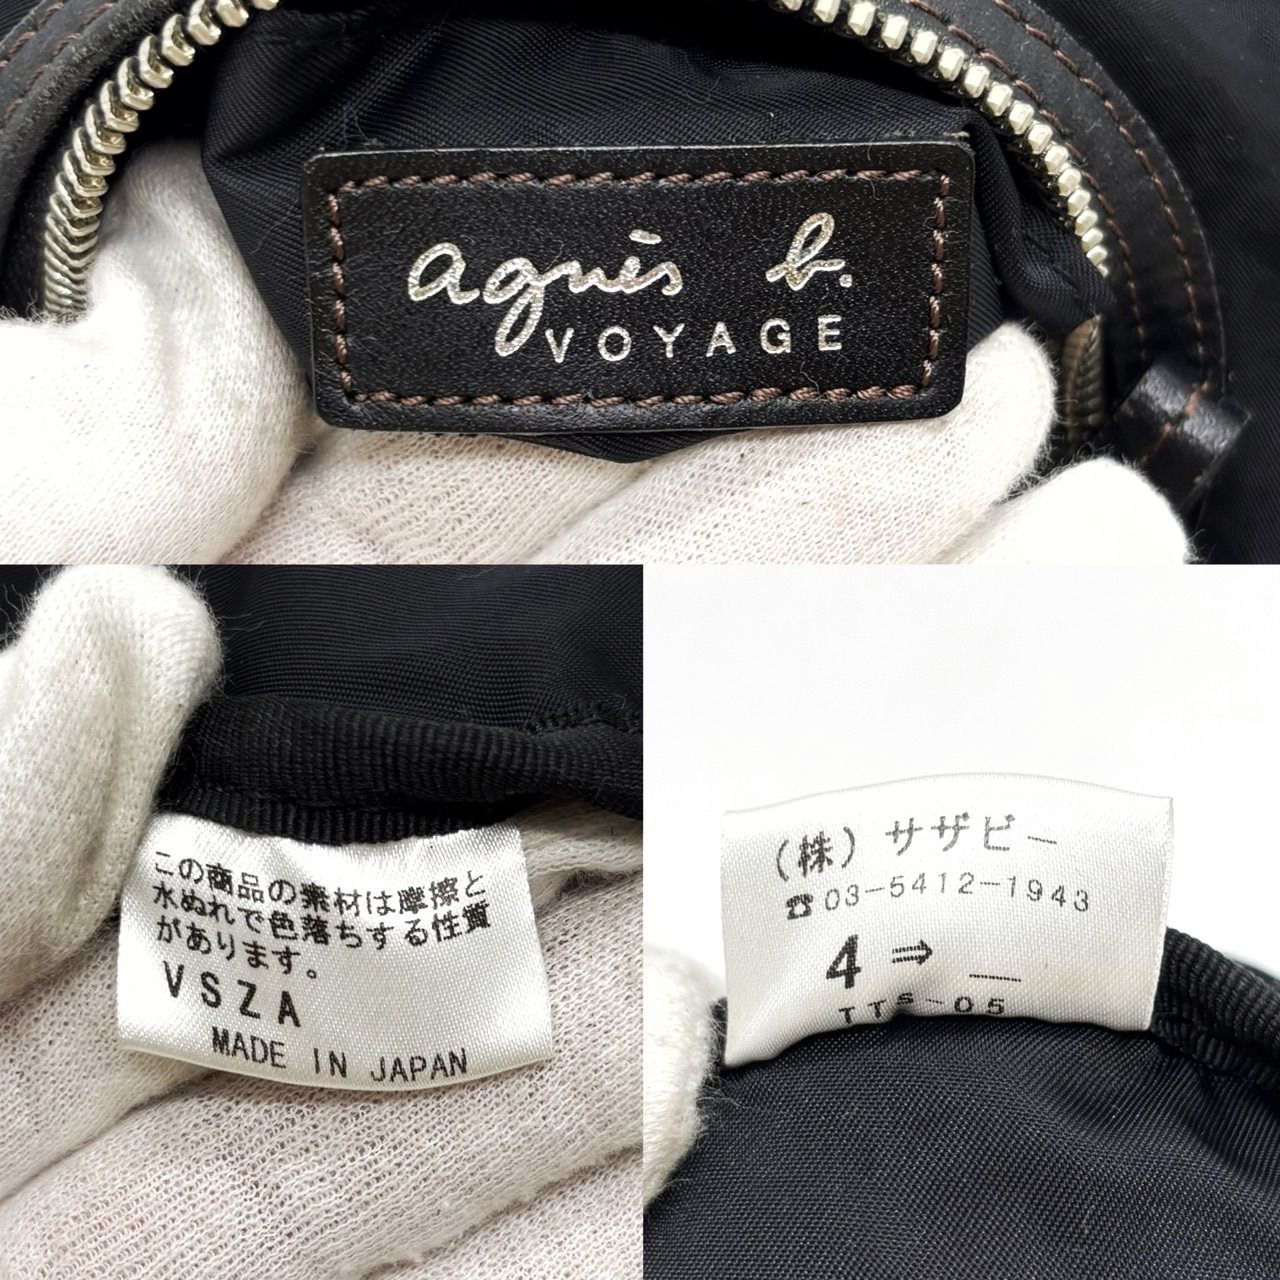 agnès b.
VOYAGE
この商品の素材は摩擦と
水ぬれで色落ちする性質
があります。
VSZA
MADE IN JAPAN
(株) サザビー
☎03-5412-1943
4⇒__
TTS-05